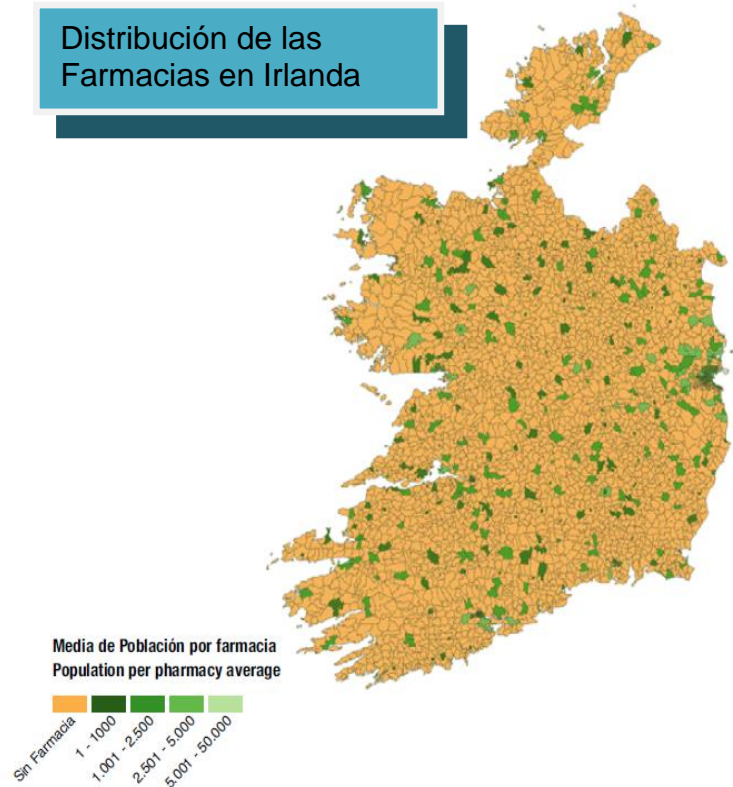 Distribución de las
Farmacias en Irlanda
Media de Población por farmacia
Population per pharmacy average
Sin Farmacia
1 - 1000
1.001 - 2.500
2.501 - 5.000
5.001 - 50.000